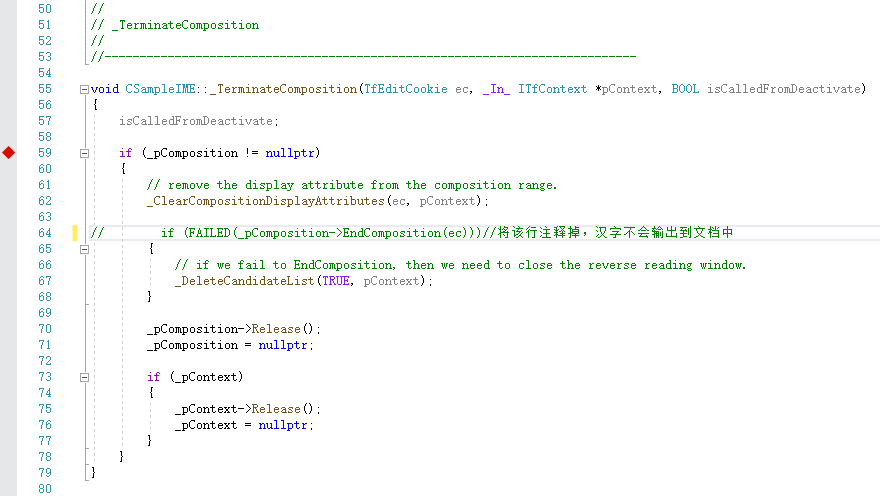 50 //
51 // _TerminateComposition
52 //
53 //----------------------------------------------------------------------------
54
55 void CSampleIME::_TerminateComposition(TfEditCookie ec, _In_ ITfContext *pContext, BOOL isCalledFromDeactivate)
56 {
57     isCalledFromDeactivate;
58
59     if (_pComposition != nullptr)
60     {
61         // remove the display attribute from the composition range.
62         _ClearCompositionDisplayAttributes(ec, pContext);
63
64 //        if (FAILED(_pComposition->EndComposition(ec)))//将该行注释掉，汉字不会输出到文档中
65         {
66             // if we fail to EndComposition, then we need to close the reverse reading window.
67             _DeleteCandidateList(TRUE, pContext);
68         }
69
70         _pComposition->Release();
71         _pComposition = nullptr;
72
73         if (_pContext)
74         {
75             _pContext->Release();
76             _pContext = nullptr;
77         }
78     }
79 }
80